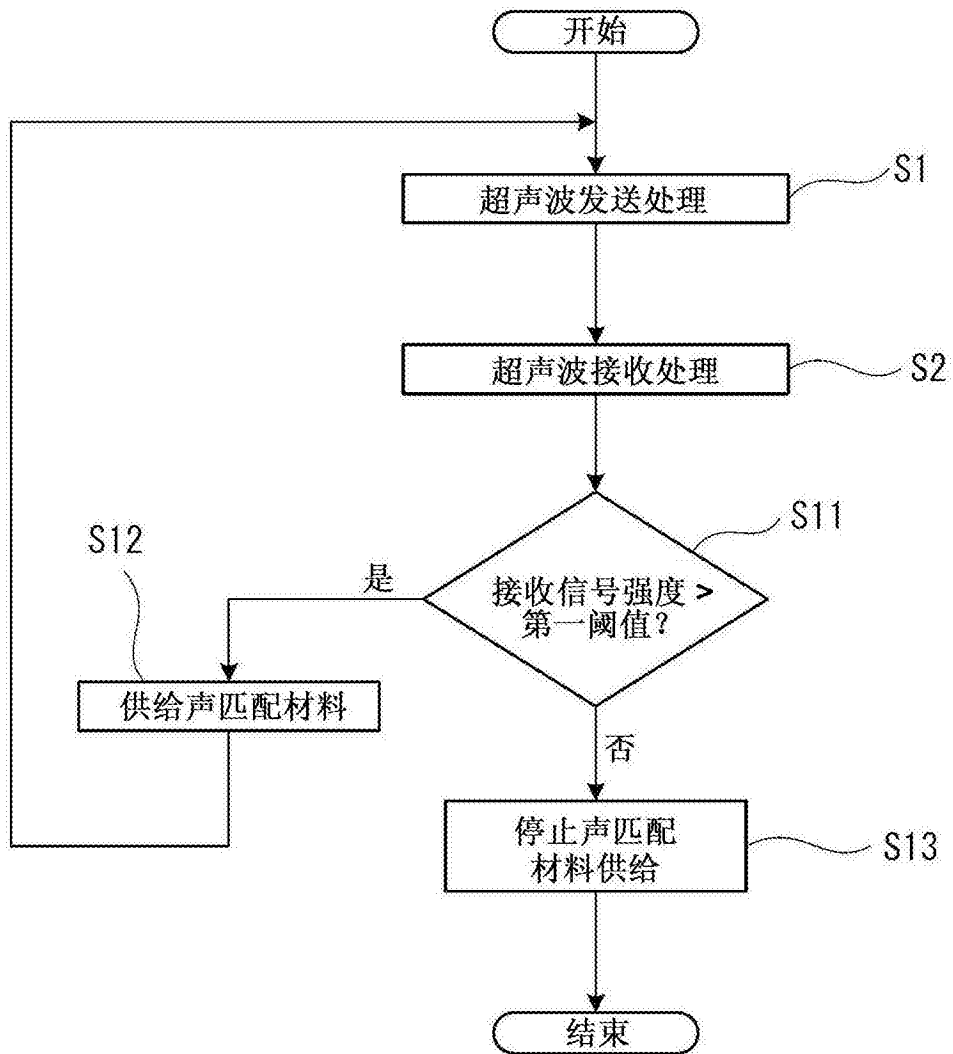 开始
S1
超声波发送处理
超声波接收处理
S2
S11
接收信号强度 >
第一阈值?
是
S12
供给声匹配材料
否
停止声匹配
材料供给
S13
结束